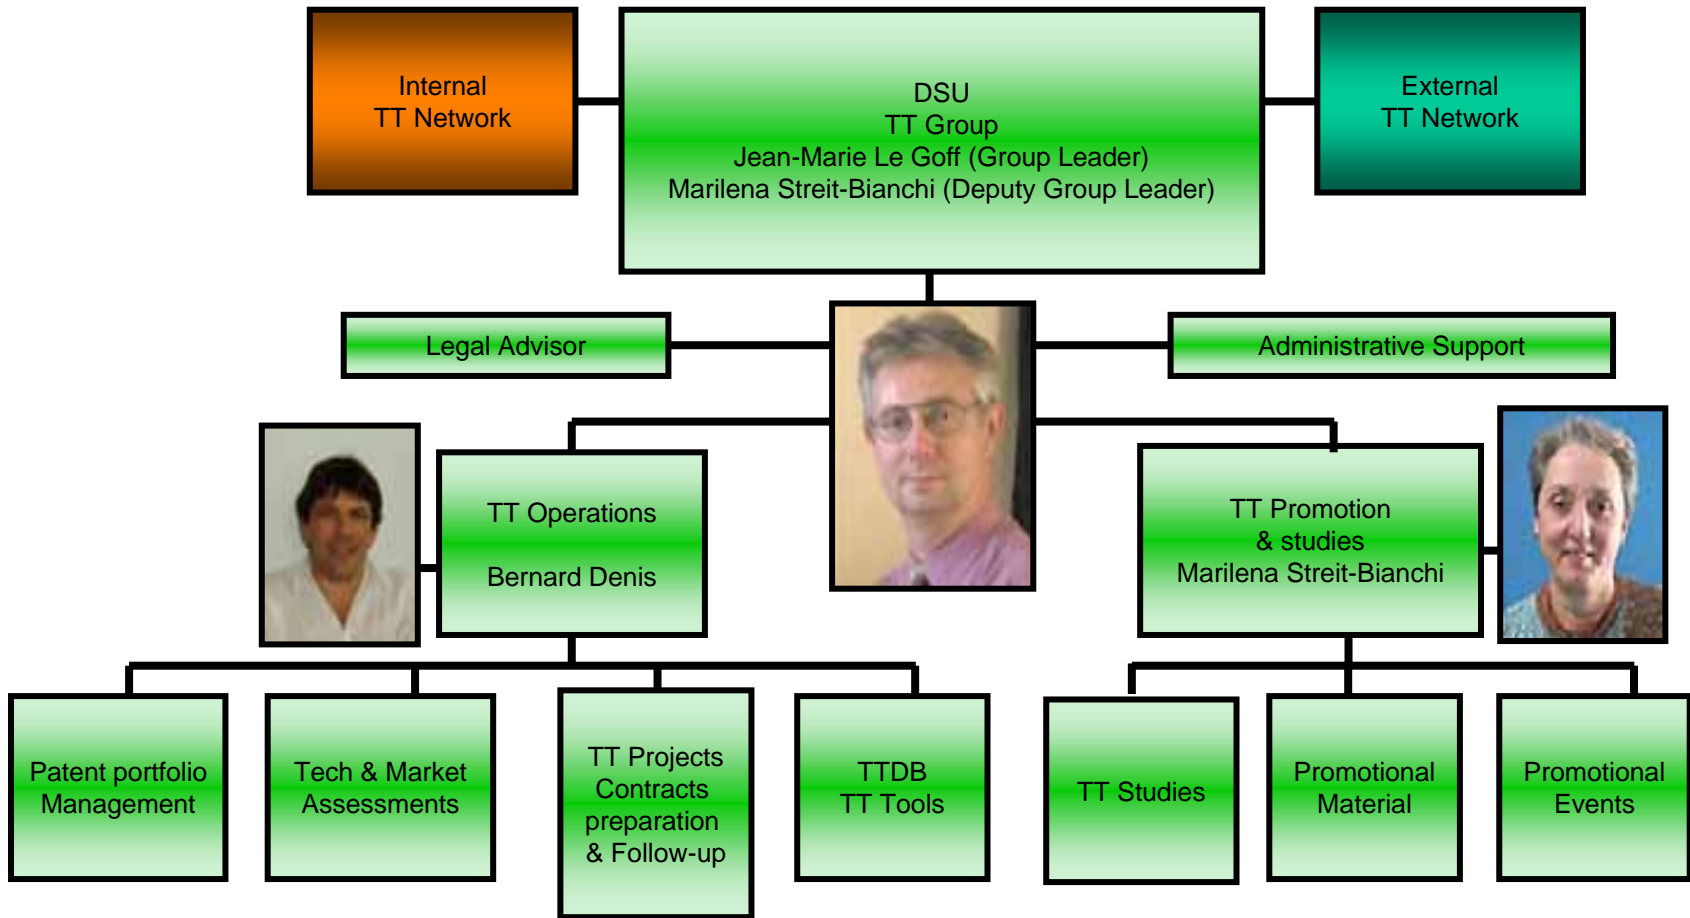 Internal
TT Network
DSU
TT Group
Jean-Marie Le Goff (Group Leader)
Marilena Streit-Bianchi (Deputy Group Leader)
External
TT Network
Legal Advisor
Administrative Support
TT Operations
Bernard Denis
TT Promotion
& studies
Marilena Streit-Bianchi
Patent portfolio
Management
Tech & Market
Assessments
TT Projects
Contracts
preparation
& Follow-up
TTDB
TT Tools
TT Studies
Promotional
Material
Promotional
Events